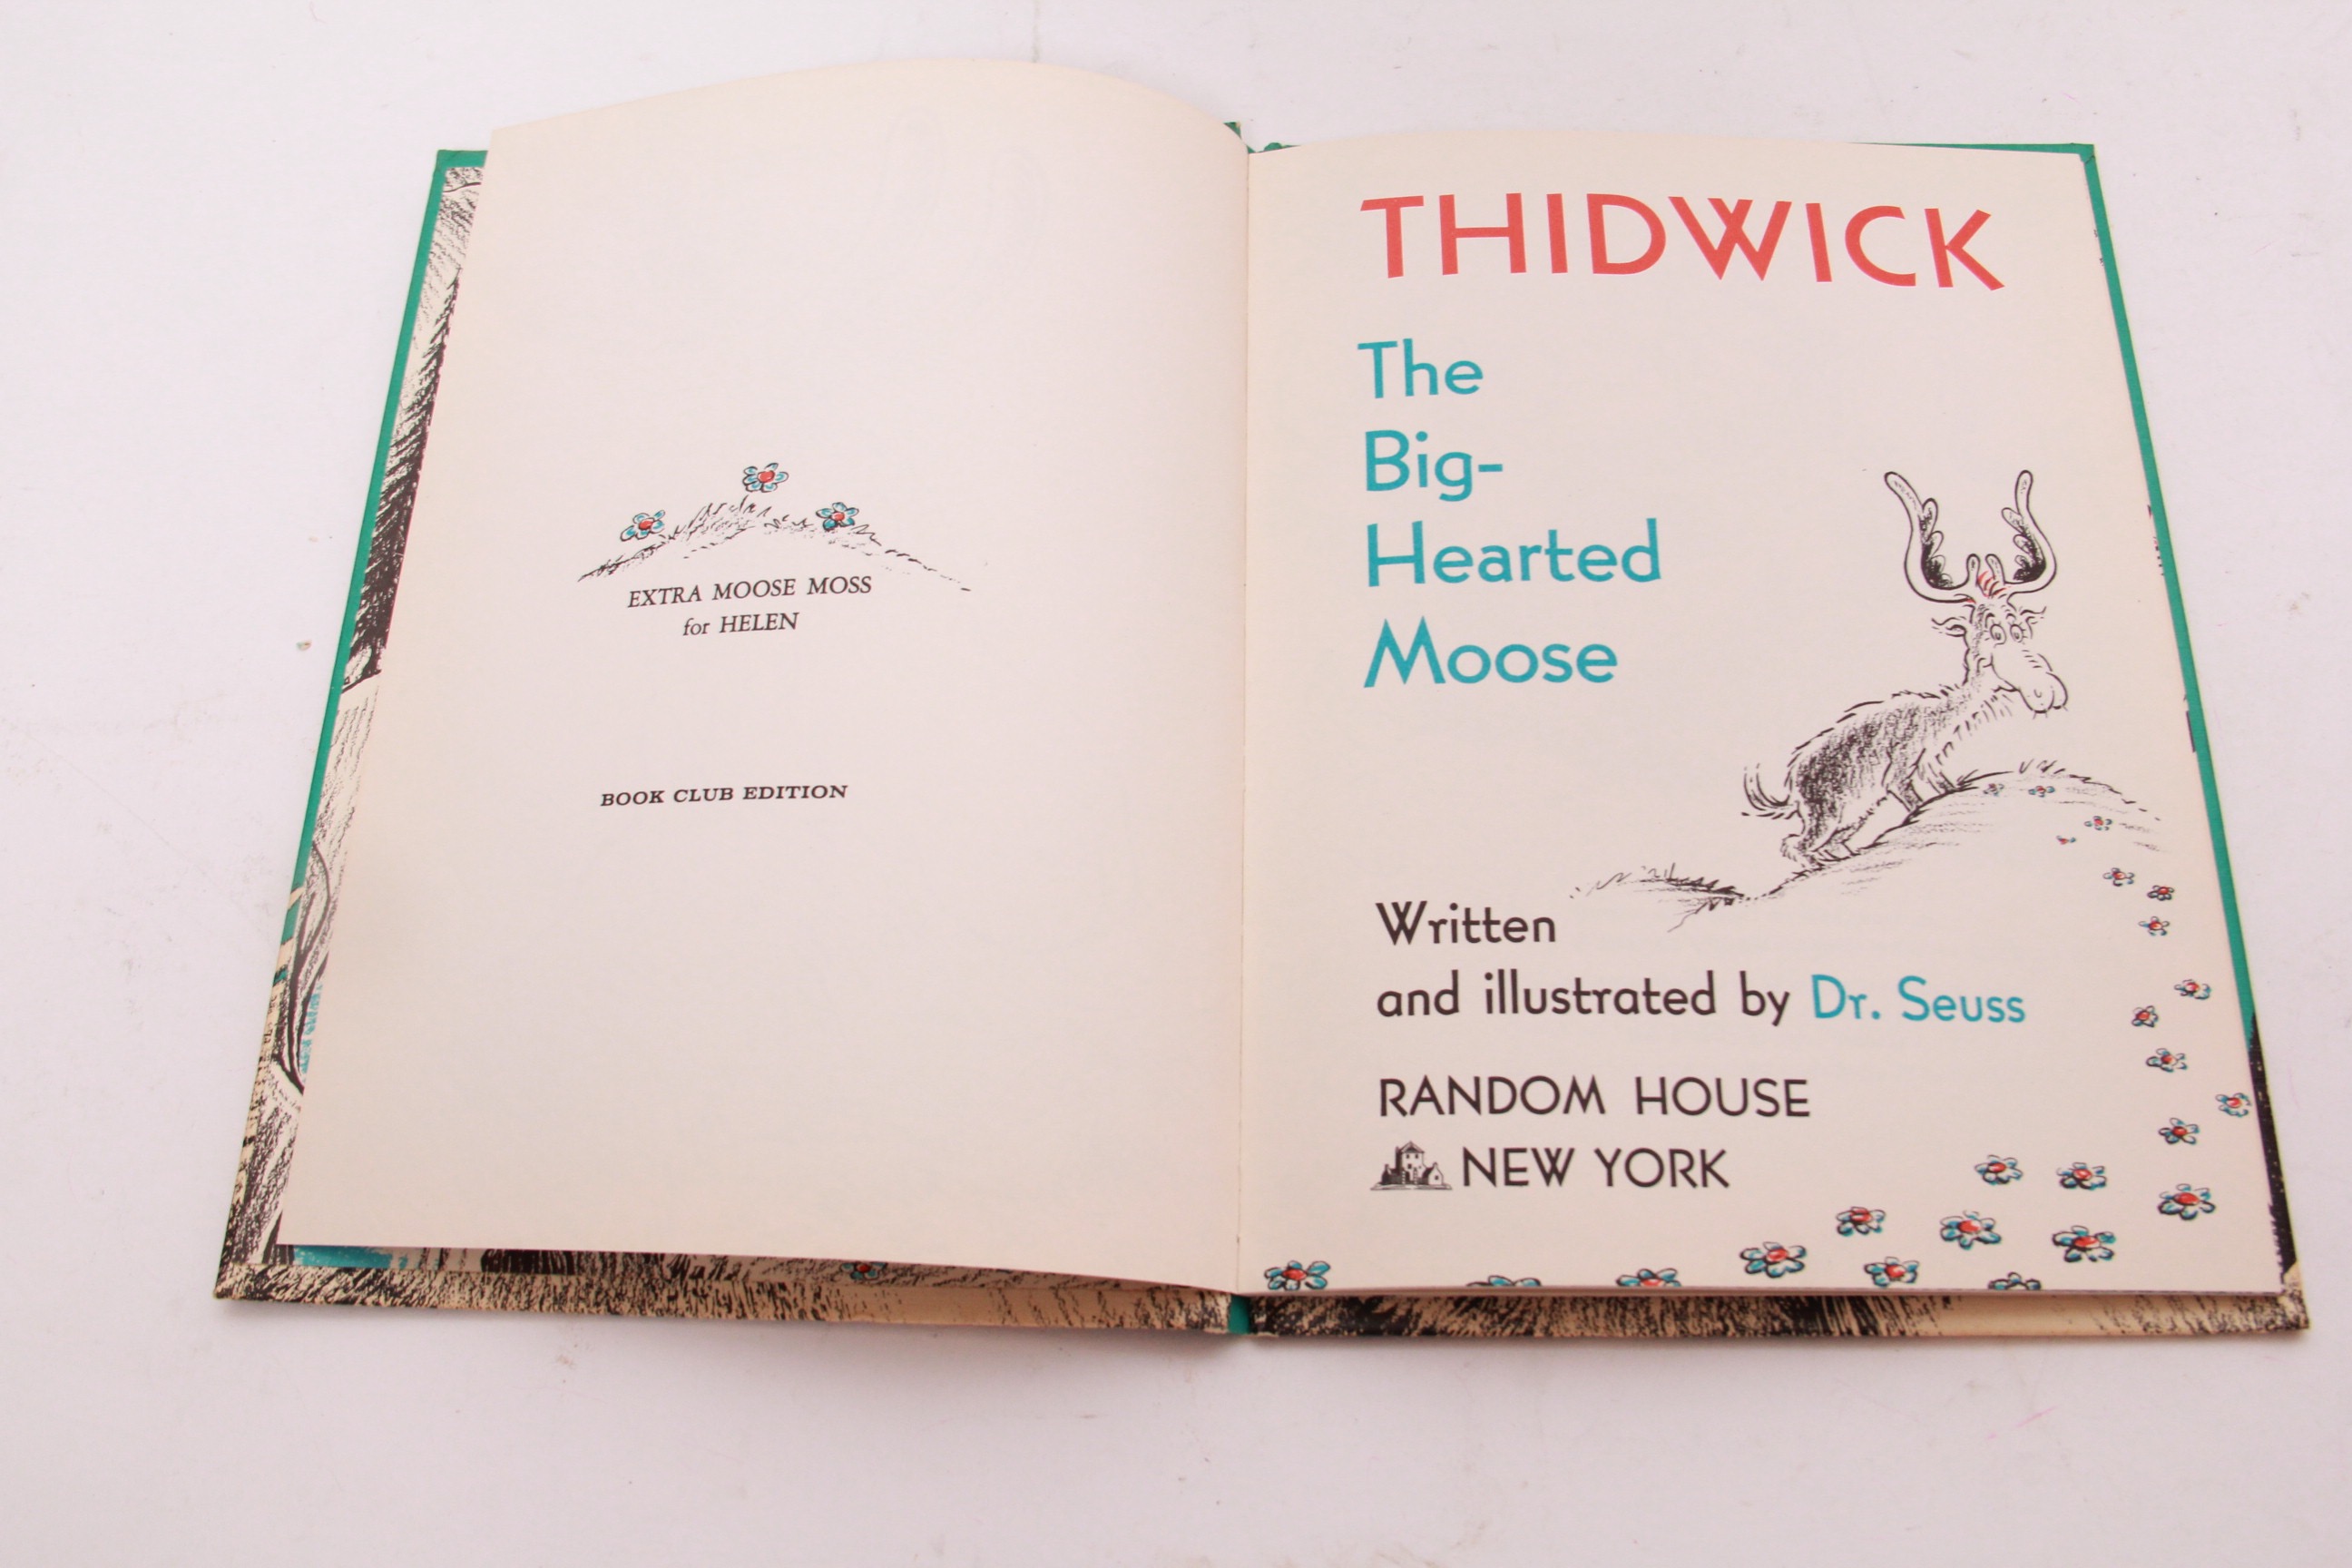 EXTRA MOOSE MOSS
for HELEN
BOOK CLUB EDITION
THIDWICK
The
Big-
Hearted
Moose
Written
and illustrated by Dr. Seuss
RANDOM HOUSE
NEW YORK